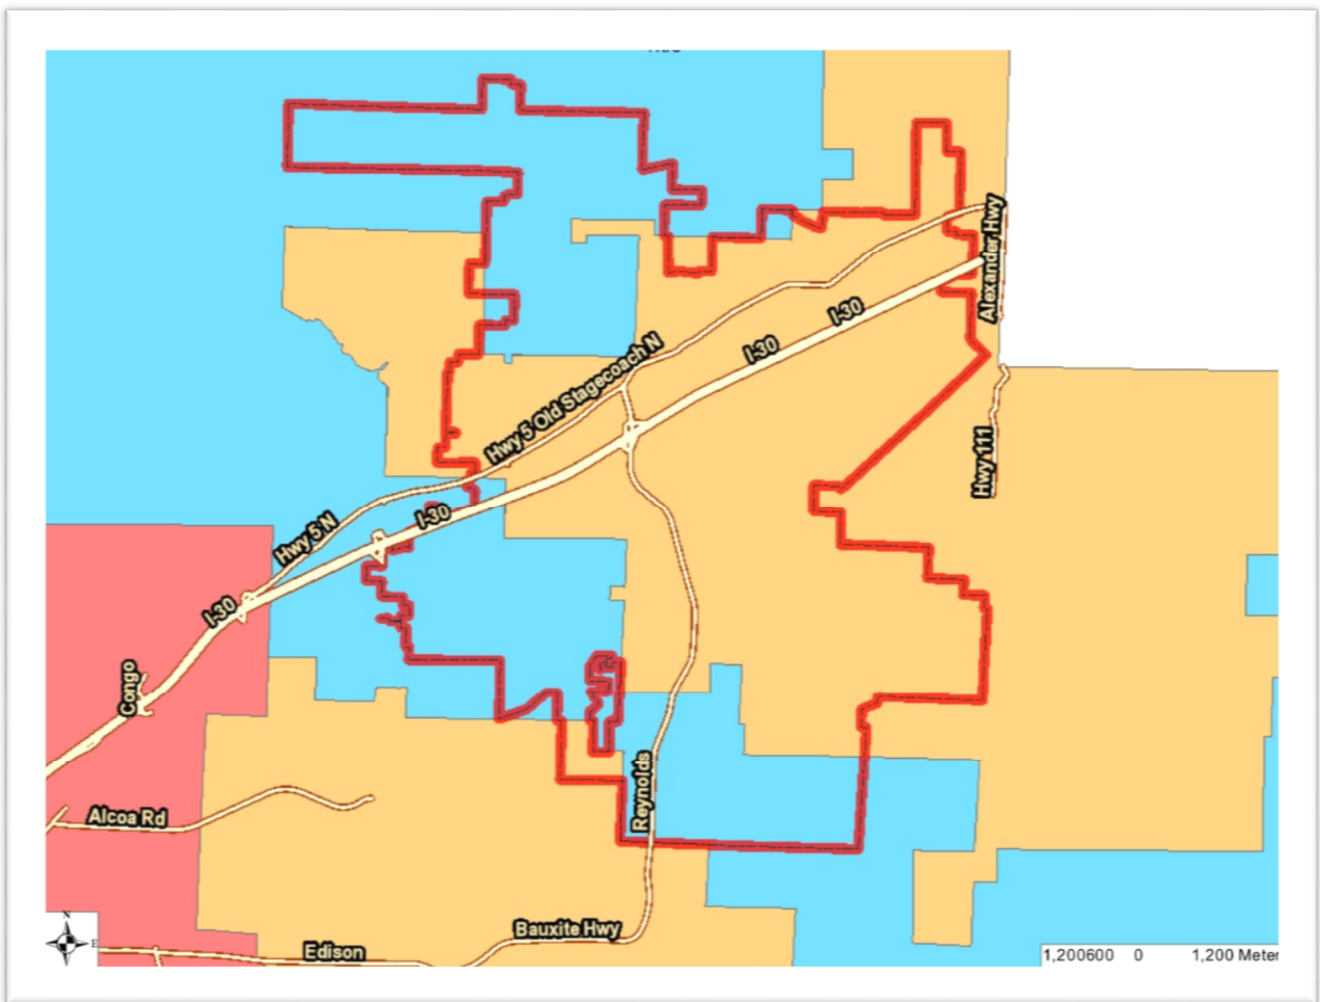 Alexander Hwy
I-30
I-30
Hwy 5 Old Stagecoach N
Hwy 111
I-30
Hwy 5 N
I-30
Congo
Reynolds
Alcoa Rd
Bauxite Hwy
Edison
N
E
1,200600 0 1,200 Meter